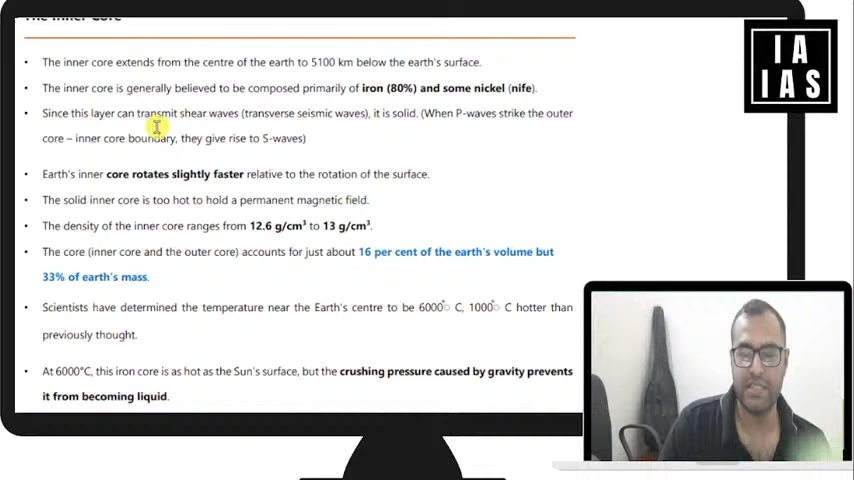 The Inner Core
The inner core extends from the centre of the earth to 5100 km below the earth's surface.
The inner core is generally believed to be composed primarily of iron (80%) and some nickel (nife).
Since this layer can transmit shear waves (transverse seismic waves), it is solid. (When P-waves strike the outer
core – inner core boundary, they give rise to S-waves)
Earth's inner core rotates slightly faster relative to the rotation of the surface.
The solid inner core is too hot to hold a permanent magnetic field.
The density of the inner core ranges from 12.6 g/cm³ to 13 g/cm³.
The core (inner core and the outer core) accounts for just about 16 per cent of the earth's volume but
33% of earth's mass.
Scientists have determined the temperature near the Earth's centre to be 6000° C, 1000° C hotter than
previously thought.
At 6000°C, this iron core is as hot as the Sun's surface, but the crushing pressure caused by gravity prevents
it from becoming liquid.
IA
IAS